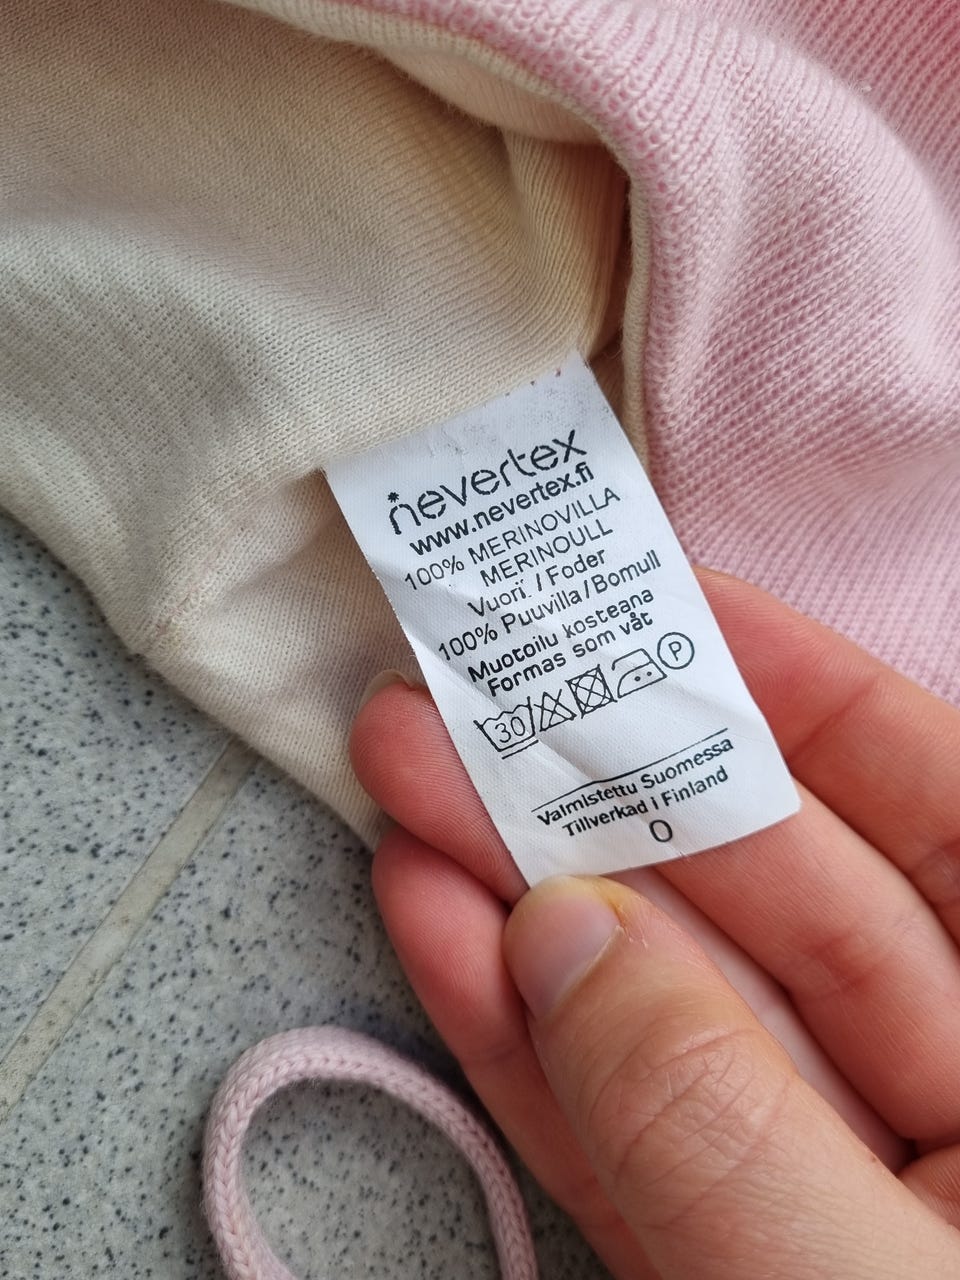 nevertex
www.nevertex.fi
100% MERINOVILLA
MERINOULL
Vuori. / Foder
100% Puuvilla/Bomull
Muotoilu kosteana
Formas som våt
30 P
Valmistettu Suomessa
Tillverkad i Finland
0